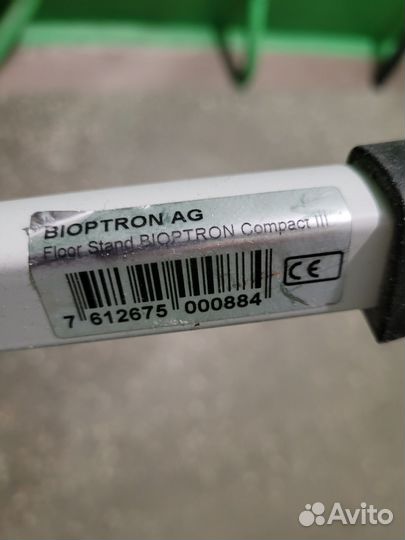 BIOPTRON AG
Floor Stand BIOPTRON Compact III
CE
7 612675 000884
Avito